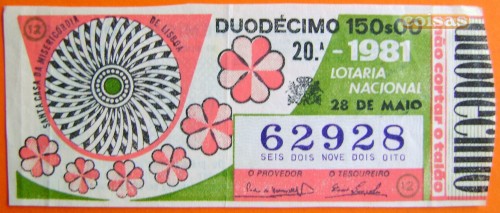 12
SANTA CASA DA MISERICÓRDIA DE LISBOA
DUODÉCIMO 150$00
20.ª - 1981
LOTARIA
NACIONAL
28 DE MAIO
62928
SEIS DOIS NOVE DOIS OITO
O PROVEDOR O TESOUREIRO
12
não cortar o talão
duodécimo
coisas